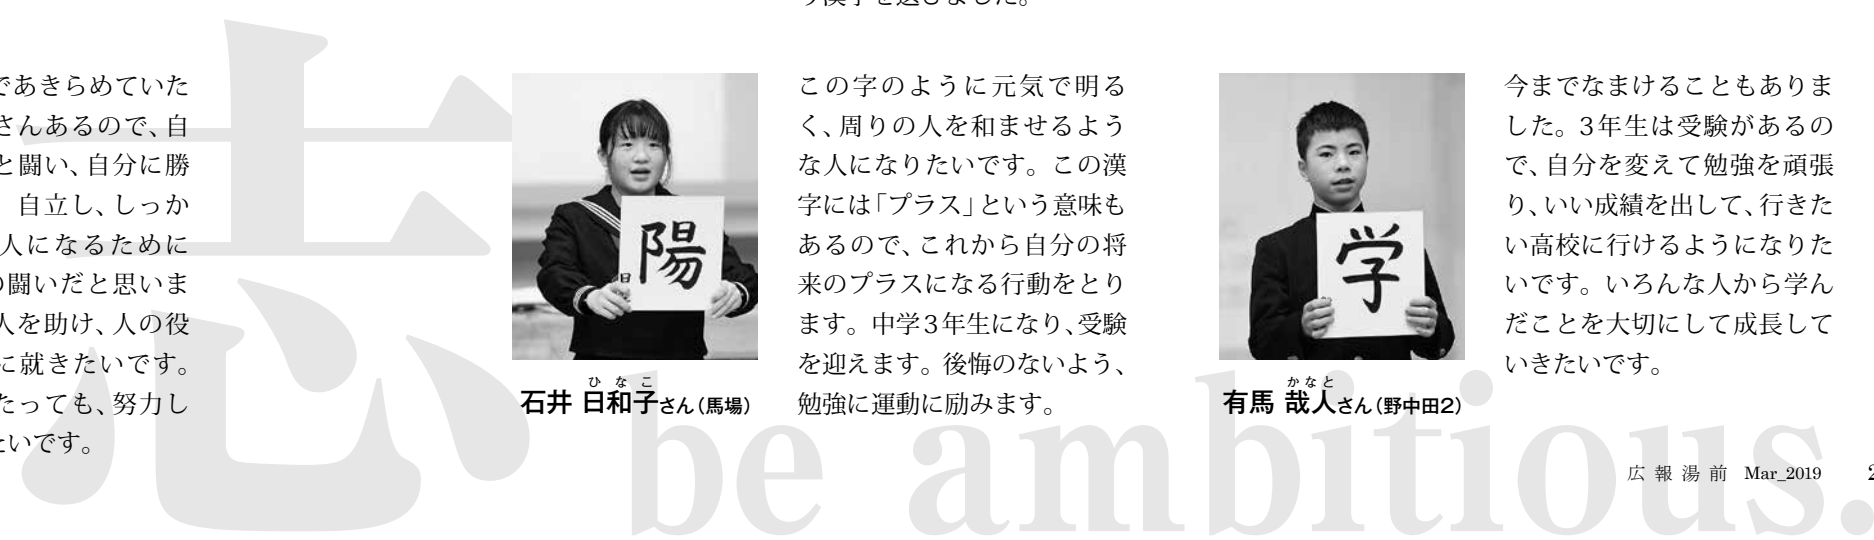 り漢字を選びました。
であきらめていた
さんあるので、自
と闘い、自分に勝
自立し、しっか
人になるために
の闘いだと思いま
人を助け、人の役
に就きたいです。
たっても、努力し
たいです。
陽
石井 日和子さん（馬場）
ひなこ
この字のように元気で明る
く、周りの人を和ませるよう
な人になりたいです。この漢
字には「プラス」という意味も
あるので、これから自分の将
来のプラスになる行動をとり
ます。中学3年生になり、受験
を迎えます。後悔のないよう、
勉強に運動に励みます。
学
有馬 哉人さん（野中田2）
かなと
今までなまけることもありま
した。3年生は受験があるの
で、自分を変えて勉強を頑張
り、いい成績を出して、行きた
い高校に行けるようになりた
いです。いろんな人から学ん
だことを大切にして成長して
いきたいです。
志
be ambitious.
広報湯前 Mar_2019 2